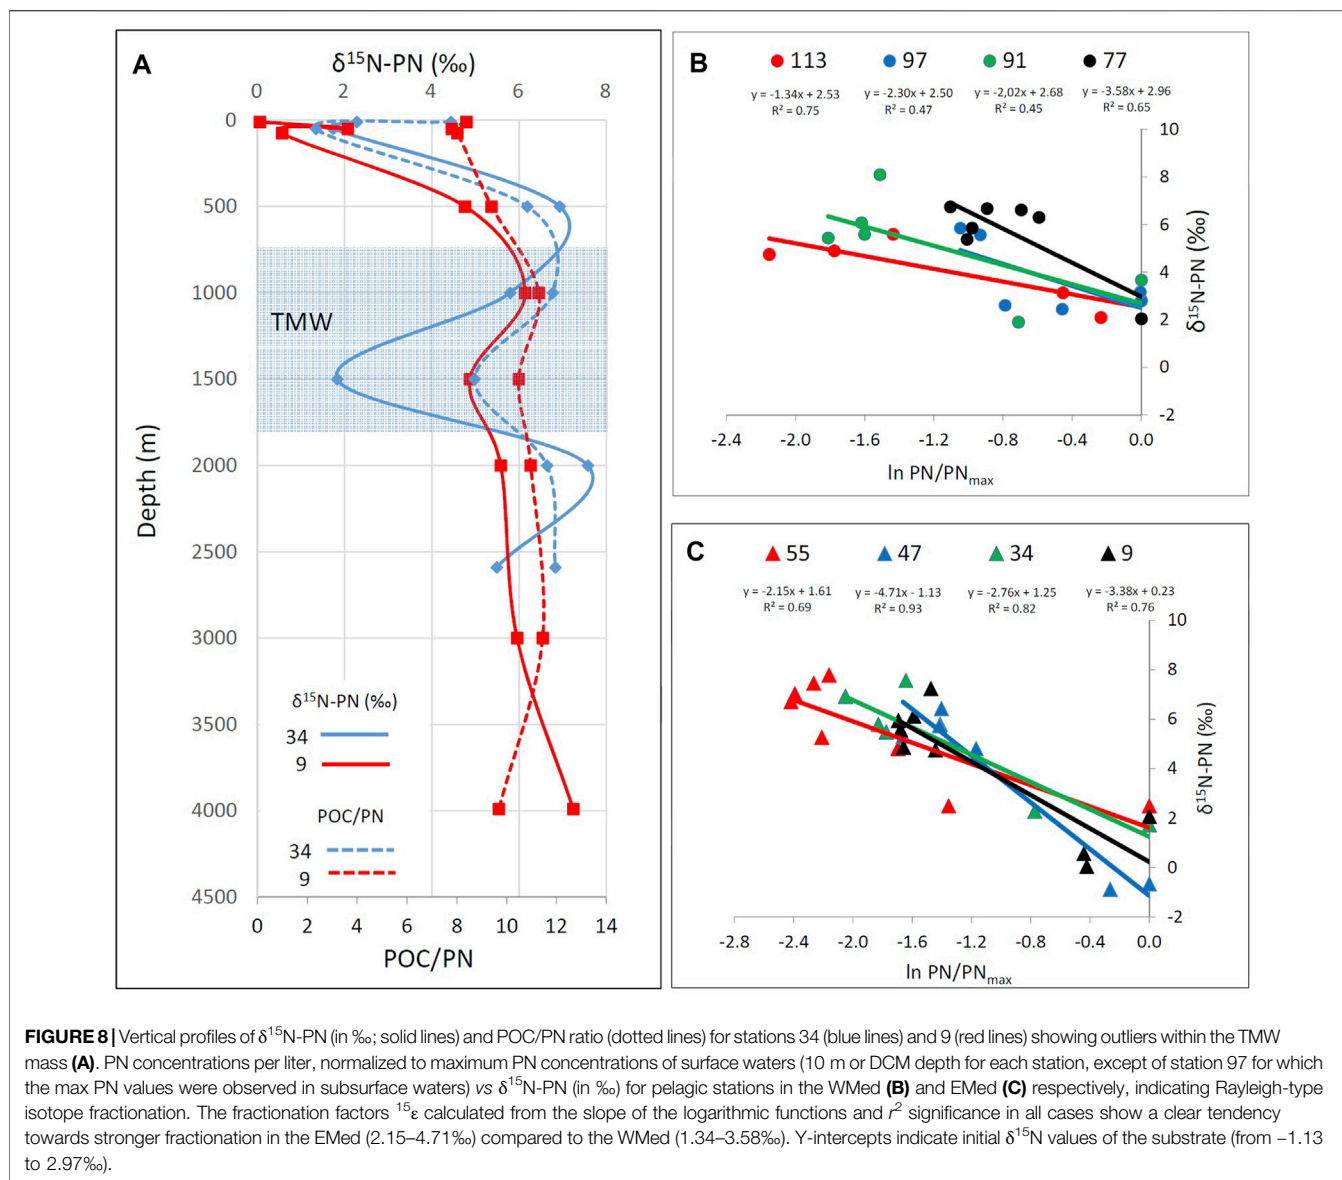 A
δ¹⁵N-PN (‰)
0 2 4 6 8
0
500
1000
1500
2000
2500
3000
3500
4000
4500
Depth (m)
TMW
δ¹⁵N-PN (‰)
34
9
POC/PN
34
9
0 2 4 6 8 10 12 14
POC/PN
B
113 97 91 77
y = -1.34x + 2.53 y = -2.30x + 2.50 y = -2,02x + 2.68 y = -3.58x + 2.96
R² = 0.75 R² = 0.47 R² = 0.45 R² = 0.65
10
8
6
4
2
0
-2
δ¹⁵N-PN (‰)
-2.4 -2.0 -1.6 -1.2 -0.8 -0.4 0.0
ln PN/PNmax
C
55 47 34 9
y = -2.15x + 1.61 y = -4.71x - 1.13 y = -2.76x + 1.25 y = -3.38x + 0.23
R² = 0.69 R² = 0.93 R² = 0.82 R² = 0.76
10
8
6
4
2
0
-2
δ¹⁵N-PN (‰)
-2.8 -2.4 -2.0 -1.6 -1.2 -0.8 -0.4 0.0
ln PN/PNmax
FIGURE 8 | Vertical profiles of δ¹⁵N-PN (in ‰; solid lines) and POC/PN ratio (dotted lines) for stations 34 (blue lines) and 9 (red lines) showing outliers within the TMW
mass (A). PN concentrations per liter, normalized to maximum PN concentrations of surface waters (10 m or DCM depth for each station, except of station 97 for which
the max PN values were observed in subsurface waters) vs δ¹⁵N-PN (in ‰) for pelagic stations in the WMed (B) and EMed (C) respectively, indicating Rayleigh-type
isotope fractionation. The fractionation factors ¹⁵ε calculated from the slope of the logarithmic functions and r² significance in all cases show a clear tendency
towards stronger fractionation in the EMed (2.15–4.71‰) compared to the WMed (1.34–3.58‰). Y-intercepts indicate initial δ¹⁵N values of the substrate (from −1.13
to 2.97‰).